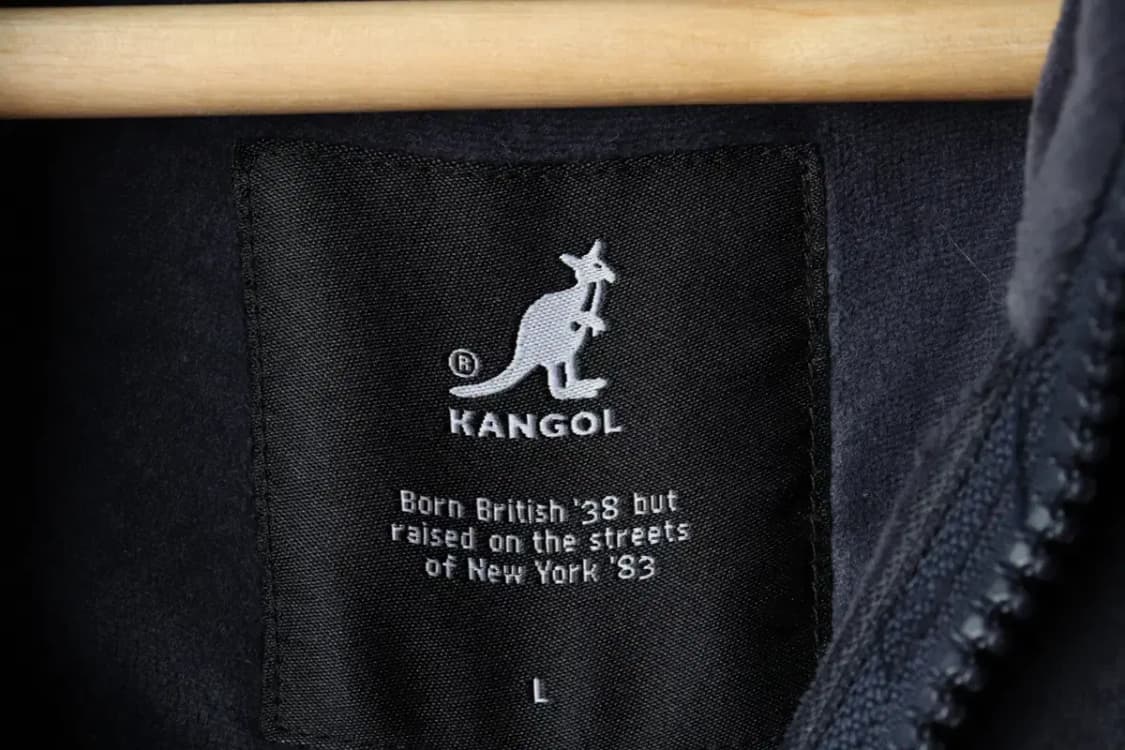 ®
KANGOL
Born British '38 but
raised on the streets
of New York '83
L